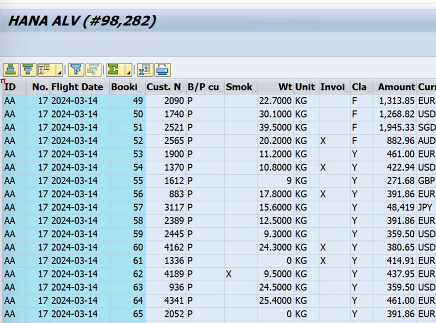 HANA ALV (#98,282)
ID No. Flight Date Booki Cust. N B/P cu Smok Wt Unit Invoi Cla Amount Curr
AA 17 2024-03-14 49 2090 P 22.7000 KG F 1,313.85 EUR
AA 17 2024-03-14 50 1740 P 30.1000 KG F 1,268.82 USD
AA 17 2024-03-14 51 2521 P 39.5000 KG F 1,945.33 SGD
AA 17 2024-03-14 52 2565 P 20.2000 KG X F 882.96 AUD
AA 17 2024-03-14 53 1900 P 11.2000 KG Y 461.00 EUR
AA 17 2024-03-14 54 1370 P 10.8000 KG X Y 422.94 USD
AA 17 2024-03-14 55 1612 P 9 KG Y 271.68 GBP
AA 17 2024-03-14 56 883 P 17.8000 KG X Y 391.86 EUR
AA 17 2024-03-14 57 3117 P 15.6000 KG Y 48,419 JPY
AA 17 2024-03-14 58 2389 P 12.5000 KG Y 391.86 EUR
AA 17 2024-03-14 59 2445 P 9.3000 KG Y 359.50 USD
AA 17 2024-03-14 60 4162 P 24.3000 KG X Y 380.65 USD
AA 17 2024-03-14 61 1336 P 0 KG X Y 414.91 EUR
AA 17 2024-03-14 62 4189 P X 9.5000 KG Y 437.95 EUR
AA 17 2024-03-14 63 936 P 24.5000 KG Y 359.50 USD
AA 17 2024-03-14 64 4341 P 25.4000 KG Y 461.00 EUR
AA 17 2024-03-14 65 2052 P 0 KG Y 391.86 EUR